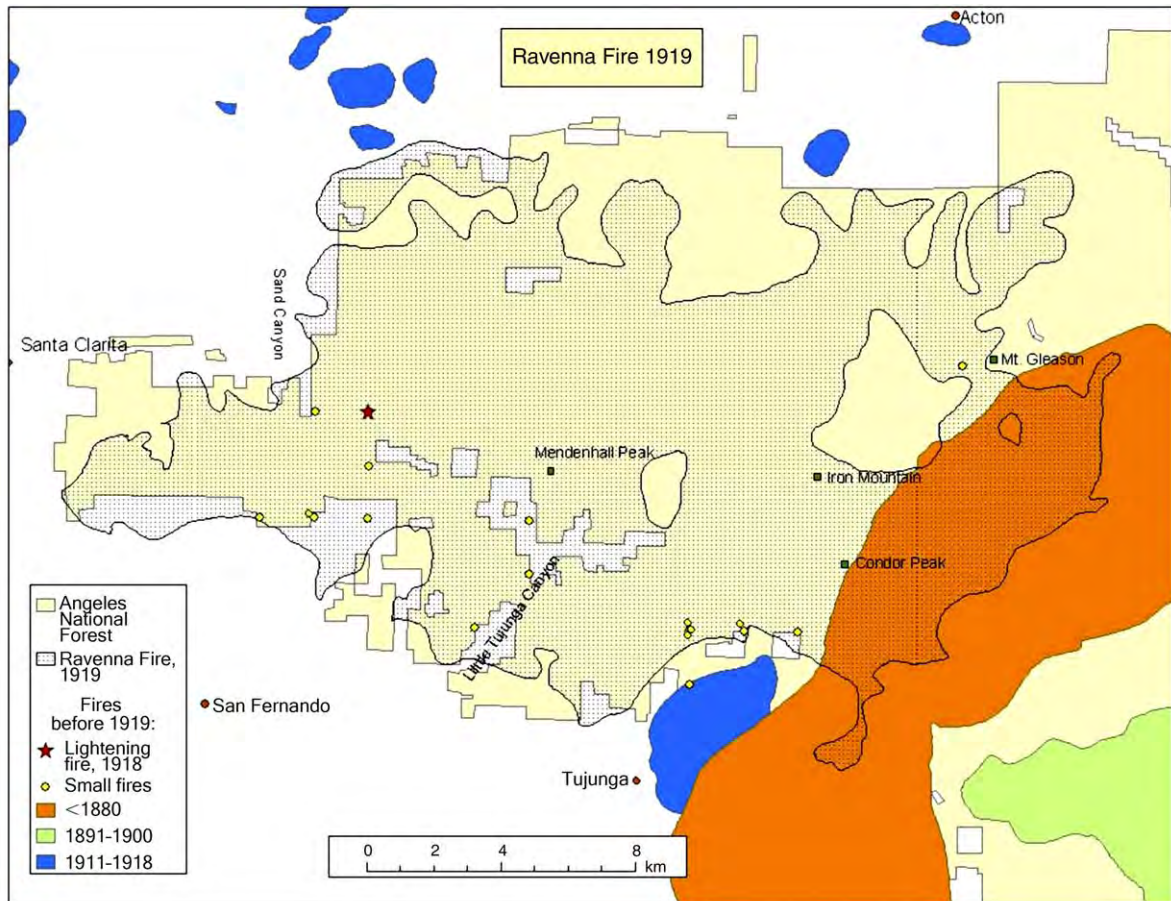 Acton
Ravenna Fire 1919
Sand Canyon
Santa Clarita
Mt. Gleason
Mendenhall Peak
Iron Mountain
Condor Peak
Little Tujunga Canyon
Angeles
National
Forest
Ravenna Fire,
1919
Fires
before 1919:
Lightening
fire, 1918
Small fires
<1880
1891-1900
1911-1918
San Fernando
Tujunga
0 2 4 8
km